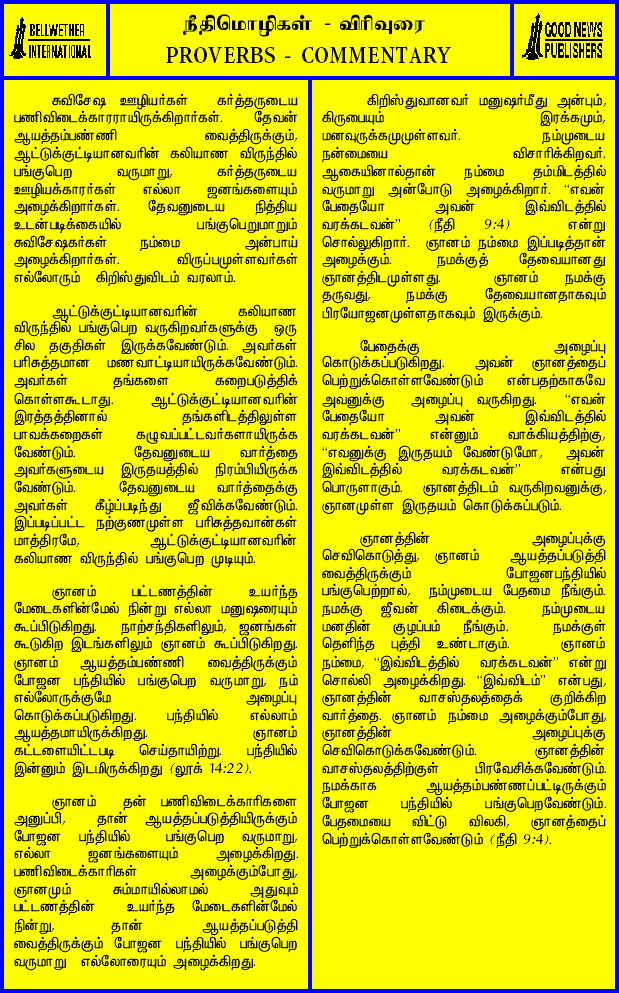 BELLWETHER
INTERNATIONAL
நீதிமொழிகள் - விரிவுரை
PROVERBS - COMMENTARY
GOOD NEWS
PUBLISHERS
சுவிசேஷ ஊழியர்கள் கர்த்தருடைய
பணிவிடைக்காரராயிருக்கிறார்கள். தேவன்
ஆயத்தம்பண்ணி வைத்திருக்கும்,
ஆட்டுக்குட்டியானவரின் கலியாண விருந்தில்
பங்குபெற வருமாறு, கர்த்தருடைய
ஊழியக்காரர்கள் எல்லா ஜனங்களையும்
அழைக்கிறார்கள். தேவனுடைய நித்திய
உடன்படிக்கையில் பங்குபெறுமாறும்
சுவிசேஷகர்கள் நம்மை அன்பாய்
அழைக்கிறார்கள். விருப்பமுள்ளவர்கள்
எல்லோரும் கிறிஸ்துவிடம் வரலாம்.
ஆட்டுக்குட்டியானவரின் கலியாண
விருந்தில் பங்குபெற வருகிறவர்களுக்கு ஒரு
சில தகுதிகள் இருக்கவேண்டும். அவர்கள்
பரிசுத்தமான மணவாட்டியாயிருக்கவேண்டும்.
அவர்கள் தங்களை கறைபடுத்திக்
கொள்ளகூடாது. ஆட்டுக்குட்டியானவரின்
இரத்தத்தினால் தங்களிடத்திலுள்ள
பாவக்கறைகள் கழுவப்பட்டவர்களாயிருக்க
வேண்டும். தேவனுடைய வார்த்தை
அவர்களுடைய இருதயத்தில் நிரம்பியிருக்க
வேண்டும். தேவனுடைய வார்த்தைக்கு
அவர்கள் கீழ்ப்படிந்து ஜீவிக்கவேண்டும்.
இப்படிப்பட்ட நற்குணமுள்ள பரிசுத்தவான்கள்
மாத்திரமே, ஆட்டுக்குட்டியானவரின்
கலியாண விருந்தில் பங்குபெற முடியும்.
ஞானம் பட்டணத்தின் உயர்ந்த
மேடைகளின்மேல் நின்று எல்லா மனுஷரையும்
கூப்பிடுகிறது. நாற்சந்திகளிலும், ஜனங்கள்
கூடுகிற இடங்களிலும் ஞானம் கூப்பிடுகிறது.
ஞானம் ஆயத்தம்பண்ணி வைத்திருக்கும்
போஜன பந்தியில் பங்குபெற வருமாறு, நம்
எல்லோருக்குமே அழைப்பு
கொடுக்கப்படுகிறது. பந்தியில் எல்லாம்
ஆயத்தமாயிருக்கிறது. ஞானம்
கட்டளையிட்டபடி செய்தாயிற்று. பந்தியில்
இன்னும் இடமிருக்கிறது (லூக் 14:22).
ஞானம் தன் பணிவிடைக்காரிகளை
அனுப்பி, தான் ஆயத்தப்படுத்தியிருக்கும்
போஜன பந்தியில் பங்குபெற வருமாறு,
எல்லா ஜனங்களையும் அழைக்கிறது.
பணிவிடைக்காரிகள் அழைக்கும்போது,
ஞானமும் சும்மாயில்லாமல் அதுவும்
பட்டணத்தின் உயர்ந்த மேடைகளின்மேல்
நின்று, தான் ஆயத்தப்படுத்தி
வைத்திருக்கும் போஜன பந்தியில் பங்குபெற
வருமாறு எல்லோரையும் அழைக்கிறது.
கிறிஸ்துவானவர் மனுஷர்மீது அன்பும்,
கிருபையும் இரக்கமும்,
மனவுருக்கமுமுள்ளவர். நம்முடைய
நன்மையை விசாரிக்கிறவர்.
ஆகையினால்தான் நம்மை தம்மிடத்தில்
வருமாறு அன்போடு அழைக்கிறார். “எவன்
பேதையோ அவன் இவ்விடத்தில்
வரக்கடவன்” (நீதி 9:4) என்று
சொல்லுகிறார். ஞானம் நம்மை இப்படித்தான்
அழைக்கும். நமக்குத் தேவையானது
ஞானத்திடமுள்ளது. ஞானம் நமக்கு
தருவது, நமக்கு தேவையானதாகவும்
பிரயோஜனமுள்ளதாகவும் இருக்கும்.
பேதைக்கு அழைப்பு
கொடுக்கப்படுகிறது. அவன் ஞானத்தைப்
பெற்றுக்கொள்ளவேண்டும் என்பதற்காகவே
அவனுக்கு அழைப்பு வருகிறது. “எவன்
பேதையோ அவன் இவ்விடத்தில்
வரக்கடவன்” என்னும் வாக்கியத்திற்கு,
“எவனுக்கு இருதயம் வேண்டுமோ, அவன்
இவ்விடத்தில் வரக்கடவன்” என்பது
பொருளாகும். ஞானத்திடம் வருகிறவனுக்கு,
ஞானமுள்ள இருதயம் கொடுக்கப்படும்.
ஞானத்தின் அழைப்புக்கு
செவிகொடுத்து, ஞானம் ஆயத்தப்படுத்தி
வைத்திருக்கும் போஜனபந்தியில்
பங்குபெற்றால், நம்முடைய பேதமை நீங்கும்.
நமக்கு ஜீவன் கிடைக்கும். நம்முடைய
மனதின் குழப்பம் நீங்கும். நமக்குள்
தெளிந்த புத்தி உண்டாகும். ஞானம்
நம்மை, “இவ்விடத்தில் வரக்கடவன்” என்று
சொல்லி அழைக்கிறது. “இவ்விடம்” என்பது,
ஞானத்தின் வாசஸ்தலத்தைக் குறிக்கிற
வார்த்தை. ஞானம் நம்மை அழைக்கும்போது,
ஞானத்தின் அழைப்புக்கு
செவிகொடுக்கவேண்டும். ஞானத்தின்
வாசஸ்தலத்திற்குள் பிரவேசிக்கவேண்டும்.
நமக்காக ஆயத்தம்பண்ணப்பட்டிருக்கும்
போஜன பந்தியில் பங்குபெறவேண்டும்.
பேதமையை விட்டு விலகி, ஞானத்தைப்
பெற்றுக்கொள்ளவேண்டும் (நீதி 9:4).